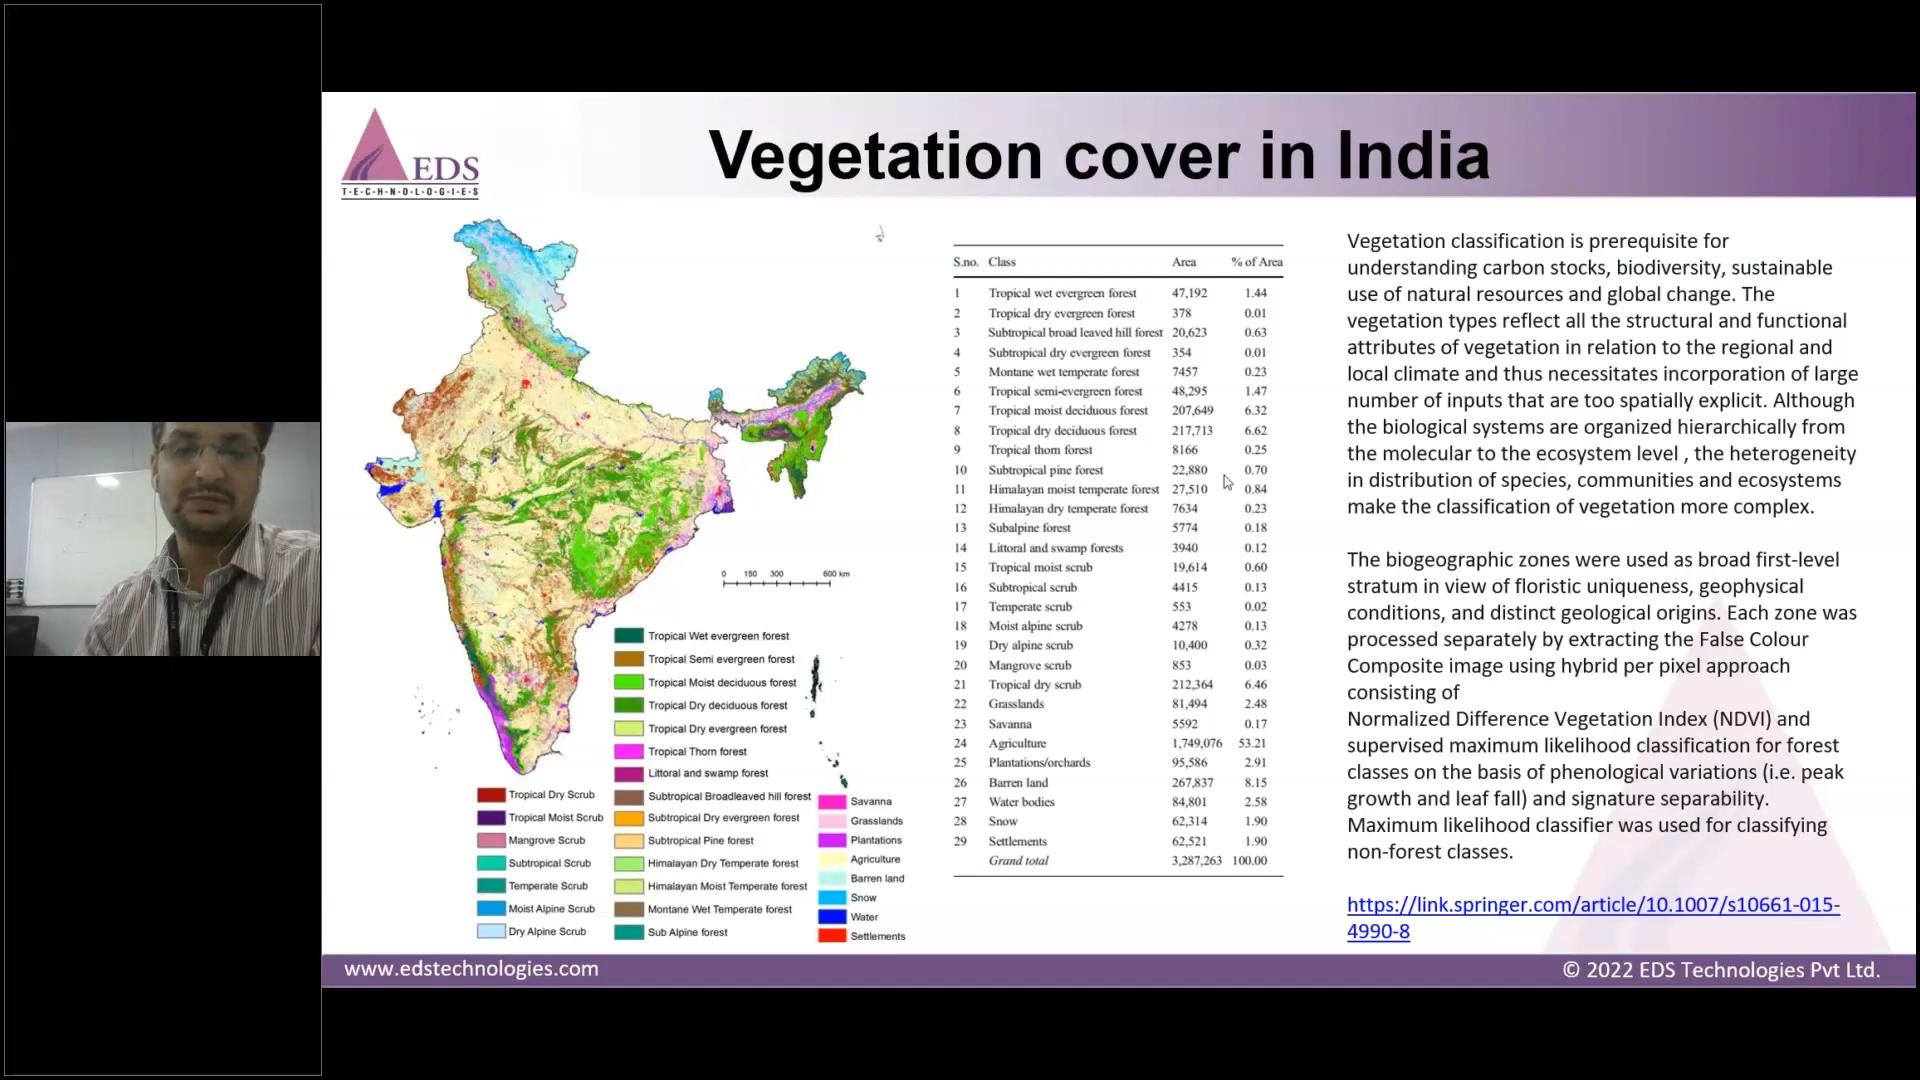 EDS
T·E·C·H·N·O·L·O·G·I·E·S
Vegetation cover in India
0 150 300 600 km
Tropical Wet evergreen forest
Tropical Semi evergreen forest
Tropical Moist deciduous forest
Tropical Dry deciduous forest
Tropical Dry evergreen forest
Tropical Thorn forest
Littoral and swamp forest
Subtropical Broadleaved hill forest
Subtropical Dry evergreen forest
Subtropical Pine forest
Himalayan Dry Temperate forest
Himalayan Moist Temperate forest
Montane Wet Temperate forest
Sub Alpine forest
Tropical Dry Scrub
Tropical Moist Scrub
Mangrove Scrub
Subtropical Scrub
Temperate Scrub
Moist Alpine Scrub
Dry Alpine Scrub
Savanna
Grasslands
Plantations
Agriculture
Barren land
Snow
Water
Settlements
S.no. Class Area % of Area
1 Tropical wet evergreen forest 47,192 1.44
2 Tropical dry evergreen forest 378 0.01
3 Subtropical broad leaved hill forest 20,623 0.63
4 Subtropical dry evergreen forest 354 0.01
5 Montane wet temperate forest 7457 0.23
6 Tropical semi-evergreen forest 48,295 1.47
7 Tropical moist deciduous forest 207,649 6.32
8 Tropical dry deciduous forest 217,713 6.62
9 Tropical thorn forest 8166 0.25
10 Subtropical pine forest 22,880 0.70
11 Himalayan moist temperate forest 27,510 0.84
12 Himalayan dry temperate forest 7634 0.23
13 Subalpine forest 5774 0.18
14 Littoral and swamp forests 3940 0.12
15 Tropical moist scrub 19,614 0.60
16 Subtropical scrub 4415 0.13
17 Temperate scrub 553 0.02
18 Moist alpine scrub 4278 0.13
19 Dry alpine scrub 10,400 0.32
20 Mangrove scrub 853 0.03
21 Tropical dry scrub 212,364 6.46
22 Grasslands 81,494 2.48
23 Savanna 5592 0.17
24 Agriculture 1,749,076 53.21
25 Plantations/orchards 95,586 2.91
26 Barren land 267,837 8.15
27 Water bodies 84,801 2.58
28 Snow 62,314 1.90
29 Settlements 62,521 1.90
Grand total 3,287,263 100.00
Vegetation classification is prerequisite for
understanding carbon stocks, biodiversity, sustainable
use of natural resources and global change. The
vegetation types reflect all the structural and functional
attributes of vegetation in relation to the regional and
local climate and thus necessitates incorporation of large
number of inputs that are too spatially explicit. Although
the biological systems are organized hierarchically from
the molecular to the ecosystem level , the heterogeneity
in distribution of species, communities and ecosystems
make the classification of vegetation more complex.
The biogeographic zones were used as broad first-level
stratum in view of floristic uniqueness, geophysical
conditions, and distinct geological origins. Each zone was
processed separately by extracting the False Colour
Composite image using hybrid per pixel approach
consisting of
Normalized Difference Vegetation Index (NDVI) and
supervised maximum likelihood classification for forest
classes on the basis of phenological variations (i.e. peak
growth and leaf fall) and signature separability.
Maximum likelihood classifier was used for classifying
non-forest classes.
https://link.springer.com/article/10.1007/s10661-015-
4990-8
www.edstechnologies.com
© 2022 EDS Technologies Pvt Ltd.